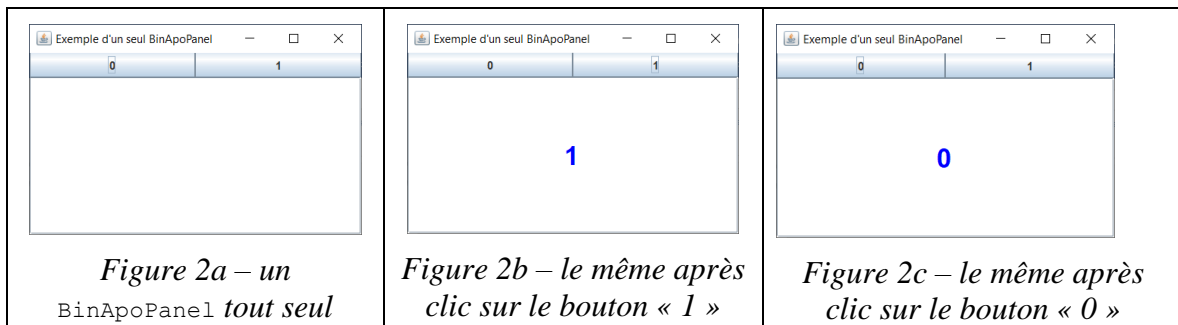 Exemple d'un seul BinApoPanel
0 1
Figure 2a – un
BinApoPanel tout seul
Exemple d'un seul BinApoPanel
0 1
1
Figure 2b – le même après
clic sur le bouton « 1 »
Exemple d'un seul BinApoPanel
0 1
0
Figure 2c – le même après
clic sur le bouton « 0 »